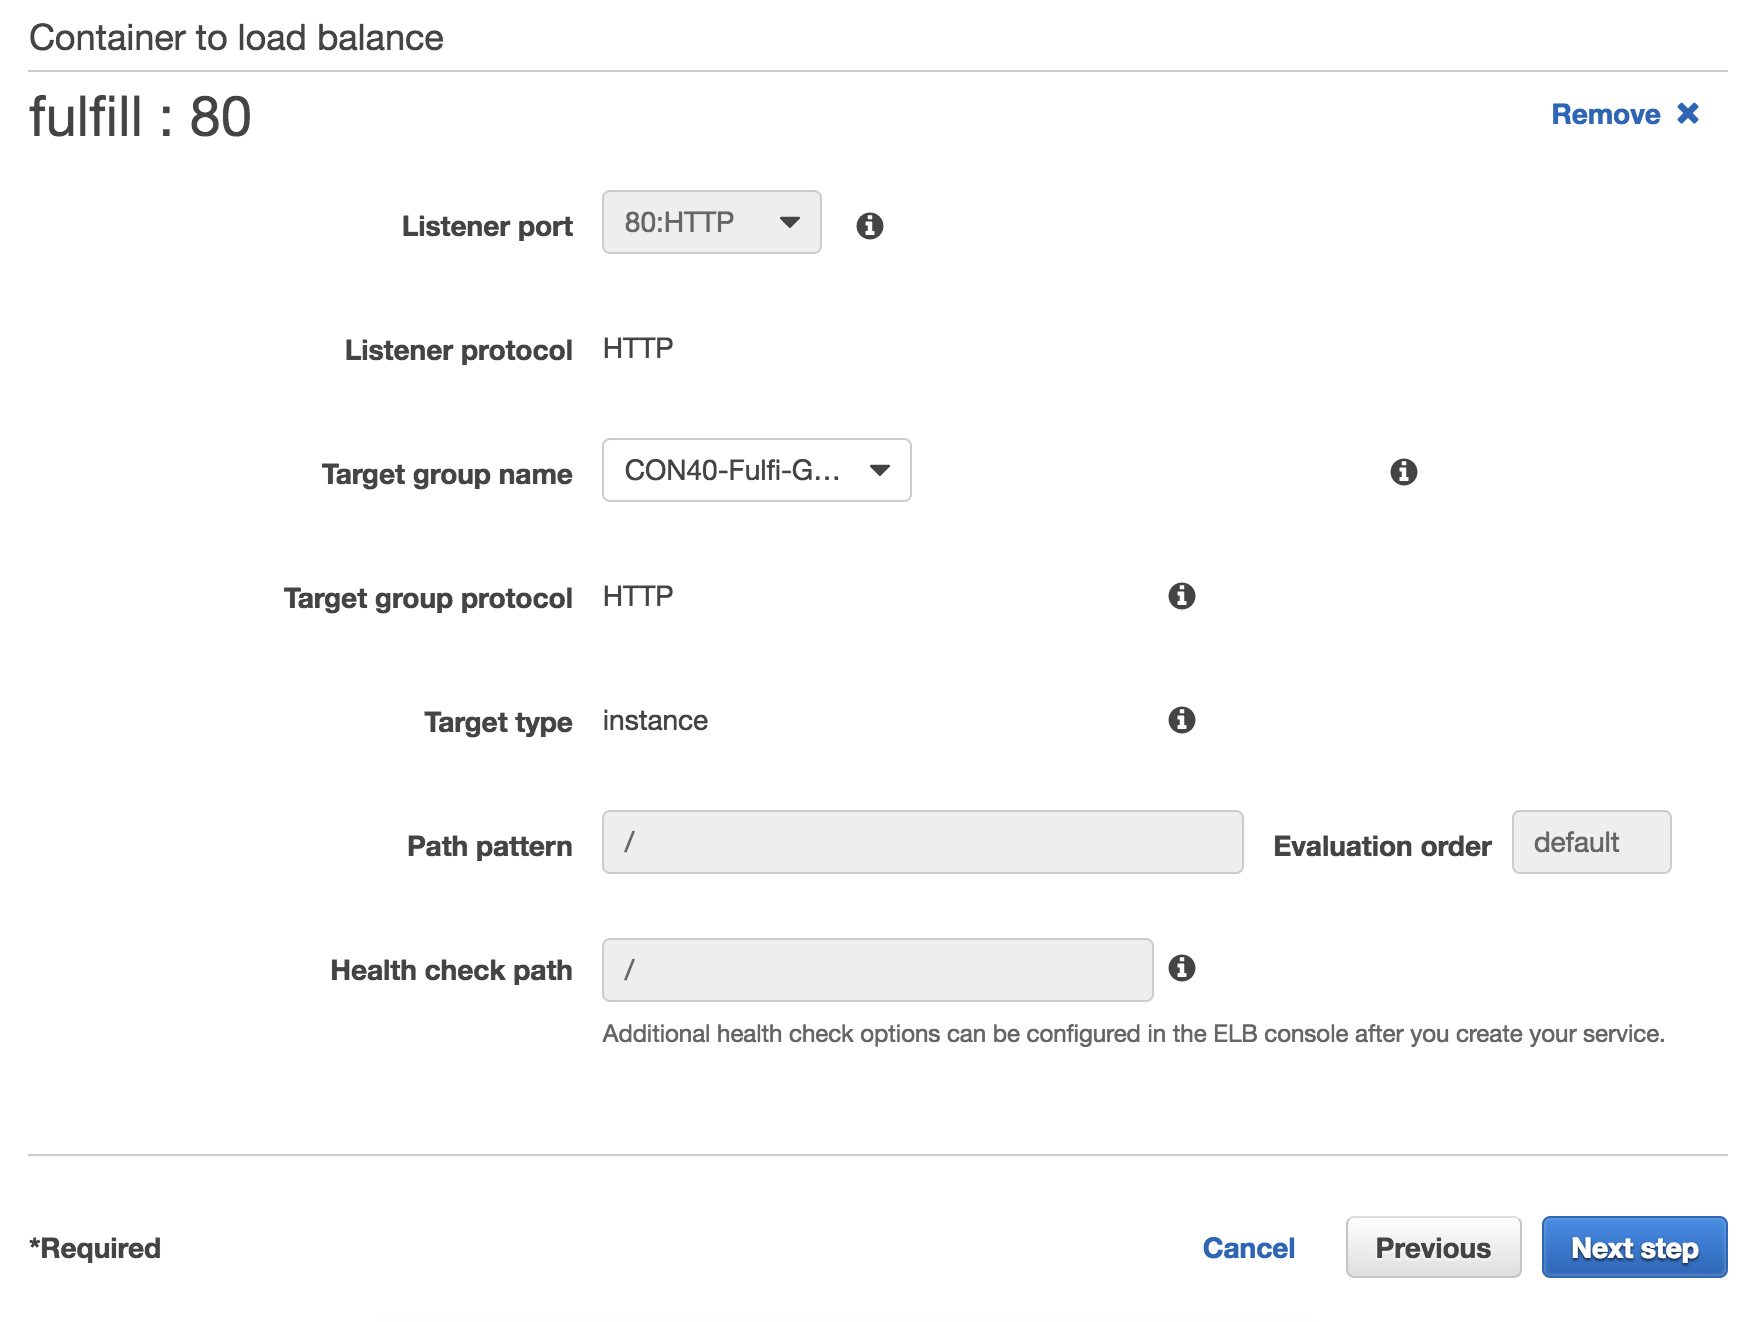 Container to load balance
fulfill : 80
Remove
Listener port 80:HTTP
Listener protocol HTTP
Target group name CON40-Fulfi-G...
Target group protocol HTTP
Target type instance
Path pattern / Evaluation order default
Health check path /
Additional health check options can be configured in the ELB console after you create your service.
*Required Cancel Previous Next step